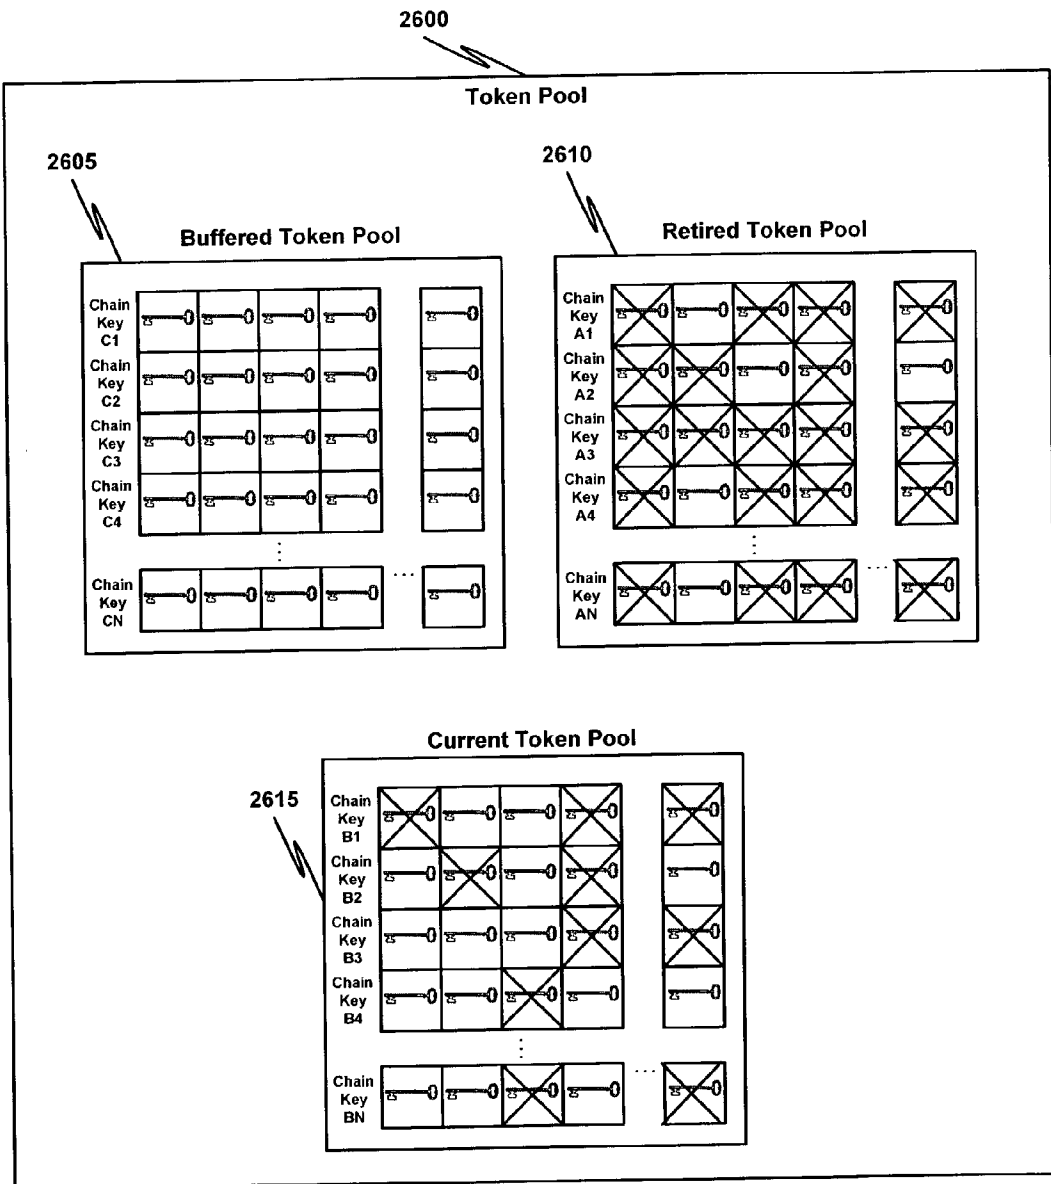 2600
Token Pool
2605
Buffered Token Pool
Chain
Key
C1
Chain
Key
C2
Chain
Key
C3
Chain
Key
C4
Chain
Key
CN
2610
Retired Token Pool
Chain
Key
A1
Chain
Key
A2
Chain
Key
A3
Chain
Key
A4
Chain
Key
AN
Current Token Pool
2615
Chain
Key
B1
Chain
Key
B2
Chain
Key
B3
Chain
Key
B4
Chain
Key
BN